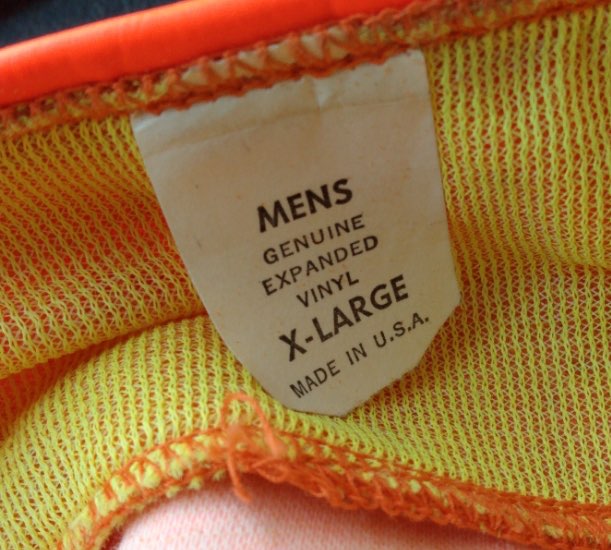 MENS
GENUINE
EXPANDED
VINYL
X-LARGE
MADE IN U.S.A.